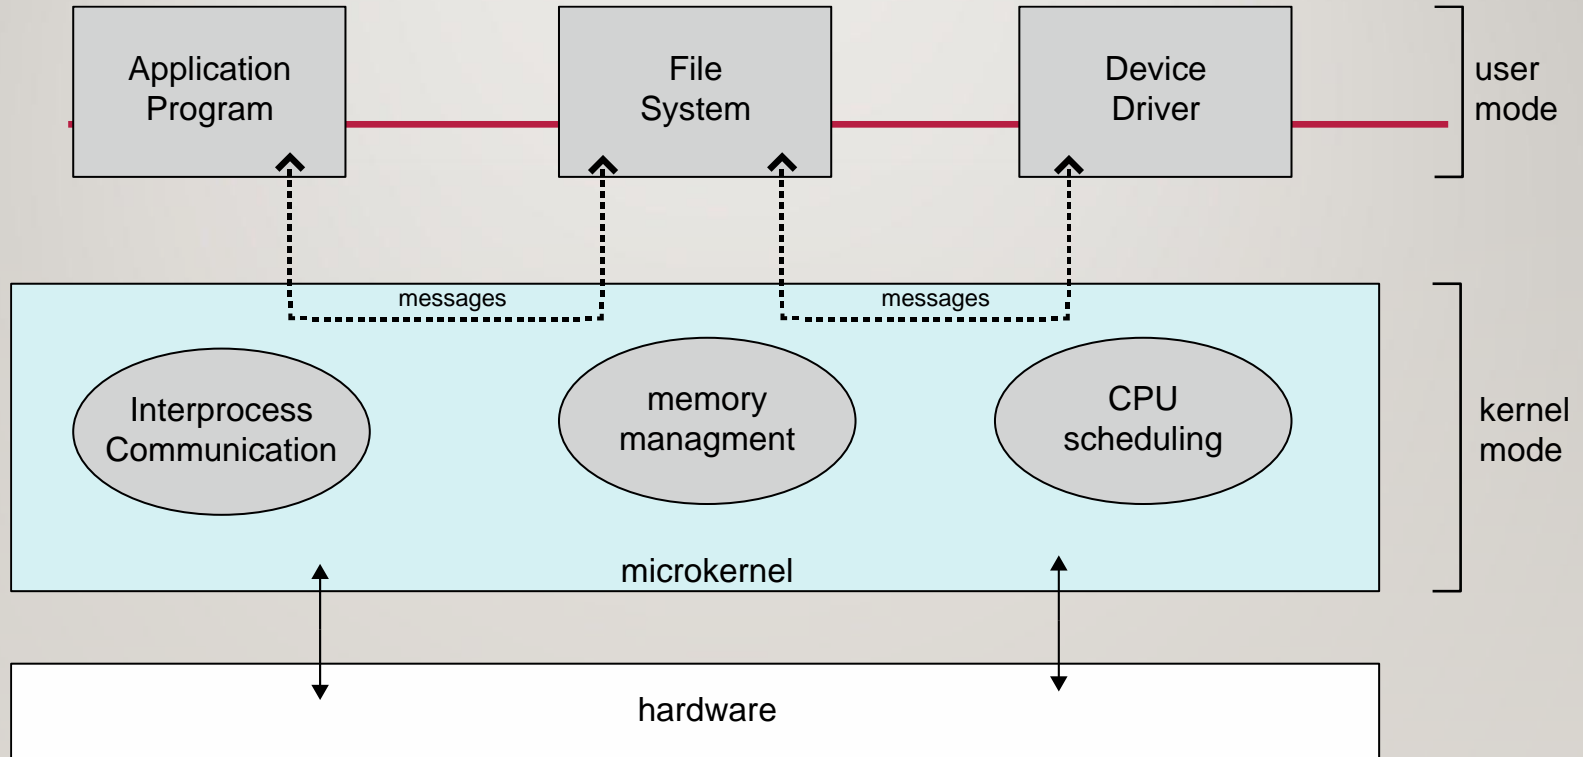 Application
Program
File
System
Device
Driver
user
mode
messages
messages
Interprocess
Communication
memory
managment
CPU
scheduling
kernel
mode
microkernel
hardware